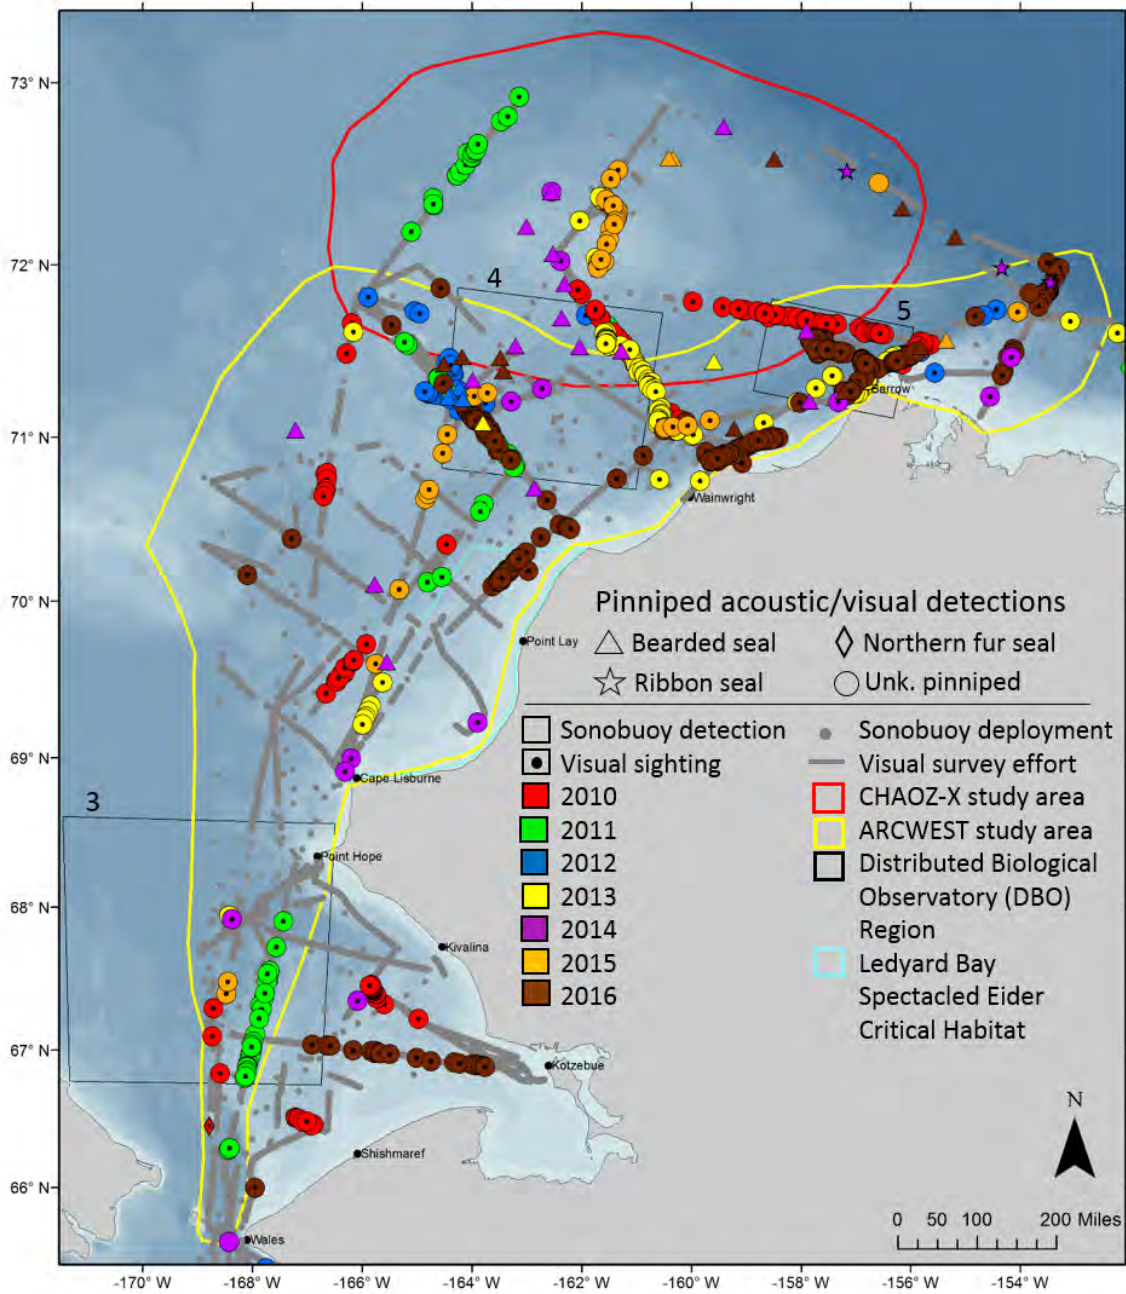 73° N
72° N
71° N
70° N
69° N
68° N
67° N
66° N
4
5
3
Barrow
Wainwright
Point Lay
Cape Lisburne
Point Hope
Kivalina
Kotzebue
Shishmaref
Wales
Pinniped acoustic/visual detections
Bearded seal
Northern fur seal
Ribbon seal
Unk. pinniped
Sonobuoy detection
Sonobuoy deployment
Visual sighting
Visual survey effort
2010
CHAOZ-X study area
2011
ARCWEST study area
2012
Distributed Biological
2013
Observatory (DBO)
2014
Region
2015
Ledyard Bay
2016
Spectacled Eider
Critical Habitat
N
0 50 100 200 Miles
-170° W -168° W -166° W -164° W -162° W -160° W -158° W -156° W -154° W